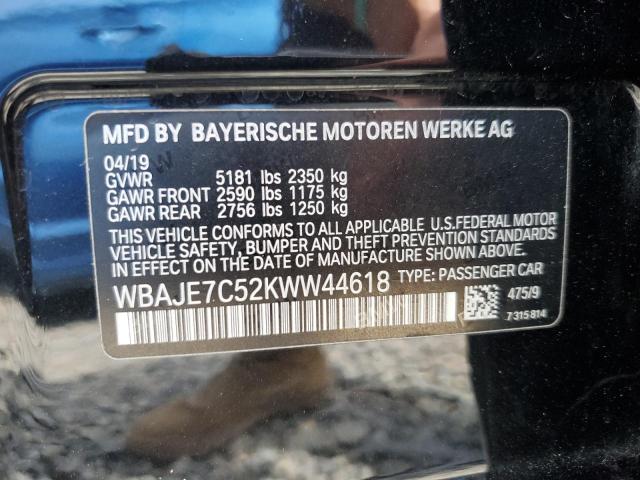 MFD BY BAYERISCHE MOTOREN WERKE AG
04/19
GVWR 5181 lbs 2350 kg
GAWR FRONT 2590 lbs 1175 kg
GAWR REAR 2756 lbs 1250 kg
THIS VEHICLE CONFORMS TO ALL APPLICABLE U.S.FEDERAL MOTOR
VEHICLE SAFETY, BUMPER AND THEFT PREVENTION STANDARDS
IN EFFECT ON THE DATE OF MANUFACTURE SHOWN ABOVE.
WBAJE7C52KWW44618 TYPE: PASSENGER CAR
475/9
7 315 814